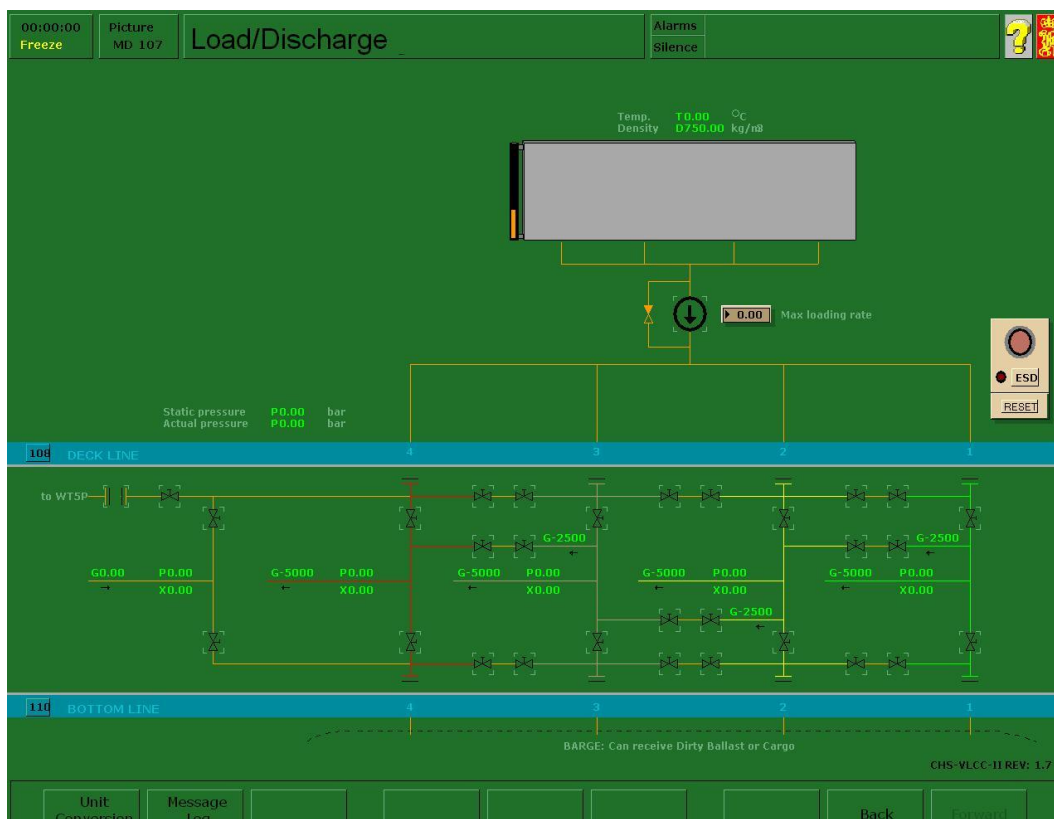 00:00:00
Freeze
Picture
MD 107
Load/Discharge
Alarms
Silence
?
Temp. T0.00 °C
Density D750.00 kg/m3
0.00 Max loading rate
ESD
RESET
Static pressure P0.00 bar
Actual pressure P0.00 bar
108 DECK LINE 4 3 2 1
to WT5P
G-2500 G-2500
G0.00 P0.00 G-5000 P0.00 G-5000 P0.00 G-5000 P0.00 G-5000 P0.00
X0.00 X0.00 X0.00 X0.00 X0.00
G-2500
110 BOTTOM LINE 4 3 2 1
BARGE: Can receive Dirty Ballast or Cargo
CHS-VLCC-II REV: 1.7
Unit
Conversion
Message
Log
Back
Forward